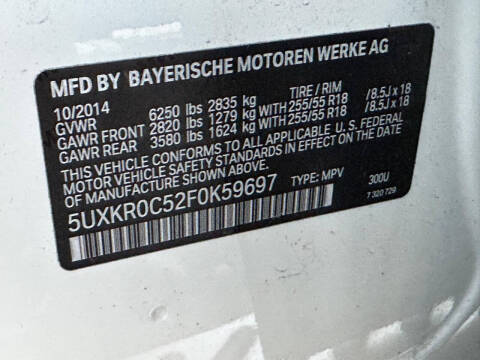 MFD BY BAYERISCHE MOTOREN WERKE AG
10/2014 TIRE / RIM
GVWR 6250 lbs 2835 kg
GAWR FRONT 2820 lbs 1279 kg WITH 255/55 R18 /8.5J x 18
GAWR REAR 3580 lbs 1624 kg WITH 255/55 R18 /8.5J x 18
THIS VEHICLE CONFORMS TO ALL APPLICABLE U. S. FEDERAL
MOTOR VEHICLE SAFETY STANDARDS IN EFFECT ON THE DATE
OF MANUFACTURE SHOWN ABOVE.
5UXKR0C52F0K59697 TYPE: MPV 300U
7 320 729